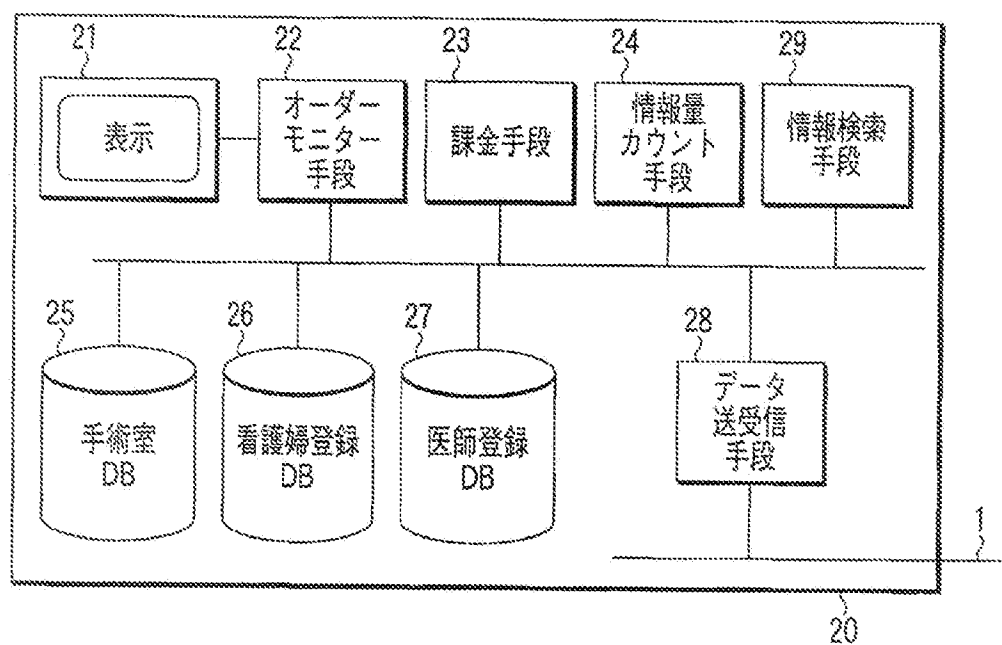 21
22
23
24
29
表示
オーダー
モニター
手段
課金手段
情報量
カウント
手段
情報検索
手段
25
26
27
28
手術室
DB
看護婦登録
DB
医師登録
DB
データ
送受信
手段
1
20